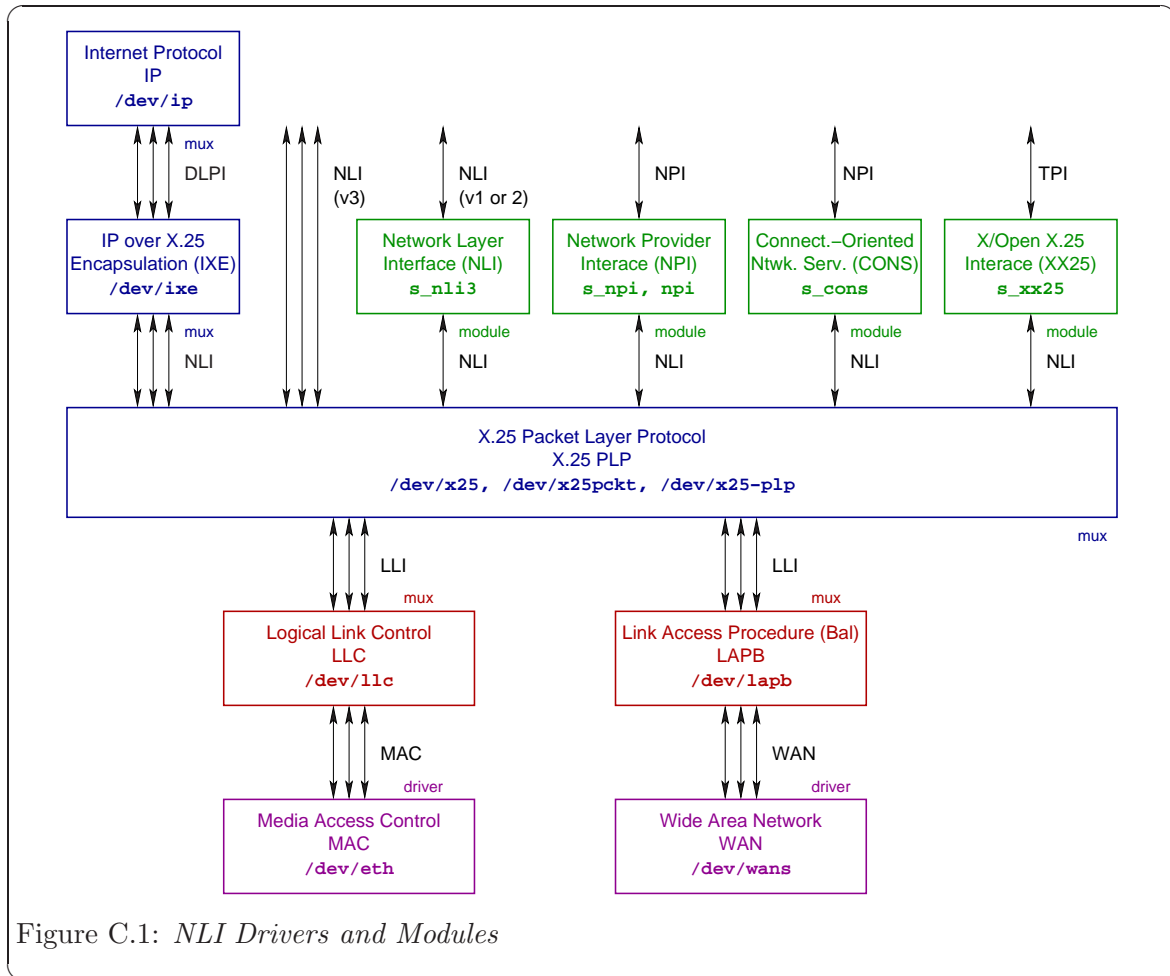 Internet Protocol
IP
/dev/ip
mux
DLPI
NLI
(v3)
NLI
(v1 or 2)
NPI
NPI
TPI
IP over X.25
Encapsulation (IXE)
/dev/ixe
Network Layer
Interface (NLI)
s_nli3
Network Provider
Interace (NPI)
s_npi, npi
Connect.-Oriented
Ntwk. Serv. (CONS)
s_cons
X/Open X.25
Interace (XX25)
s_xx25
mux
NLI
module
NLI
module
NLI
module
NLI
module
NLI
X.25 Packet Layer Protocol
X.25 PLP
/dev/x25, /dev/x25pckt, /dev/x25-plp
mux
LLI
mux
LLI
mux
Logical Link Control
LLC
/dev/llc
Link Access Procedure (Bal)
LAPB
/dev/lapb
MAC
driver
WAN
driver
Media Access Control
MAC
/dev/eth
Wide Area Network
WAN
/dev/wans
Figure C.1: NLI Drivers and Modules